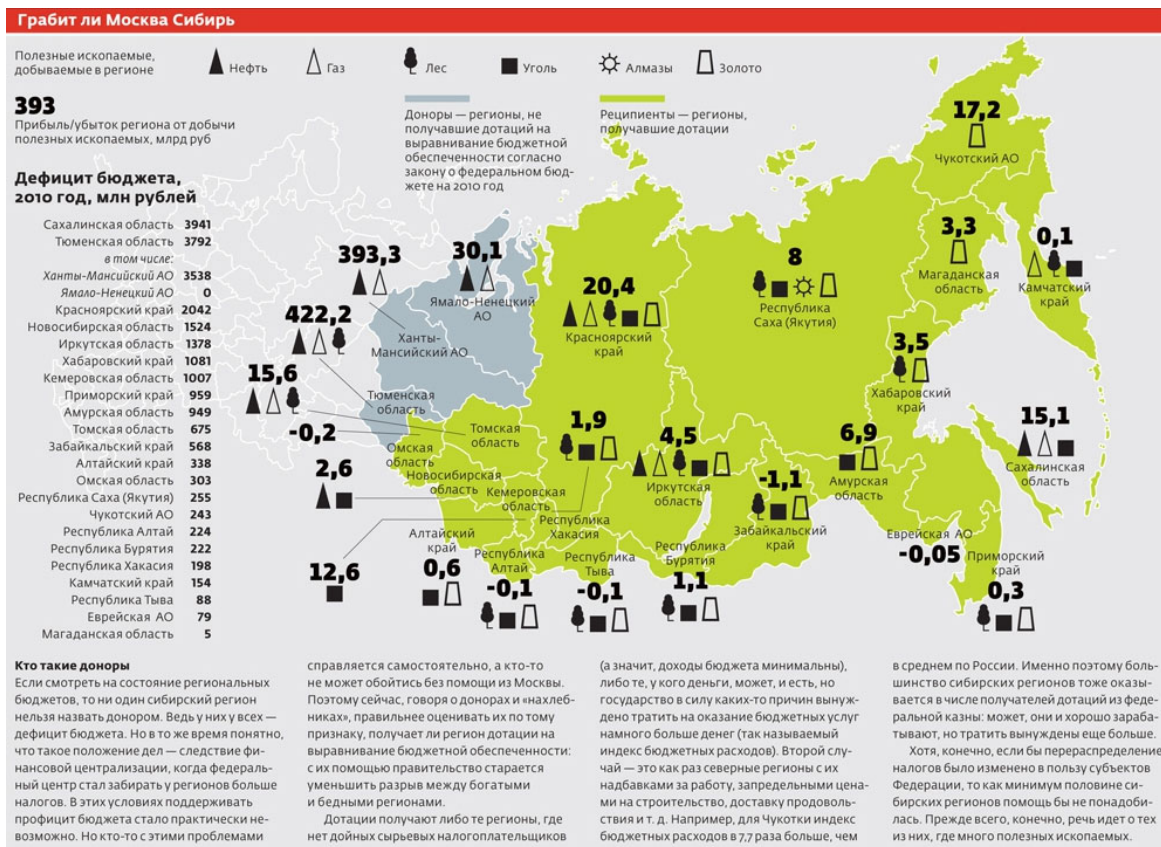 Грабит ли Москва Сибирь
Полезные ископаемые,
добываемые в регионе
Нефть
Газ
Лес
Уголь
Алмазы
Золото
393
Прибыль/убыток региона от добычи
полезных ископаемых, млрд руб
Доноры — регионы, не
получавшие дотаций на
выравнивание бюджетной
обеспеченности согласно
закону о федеральном бюд-
жете на 2010 год
Реципиенты — регионы,
получавшие дотации
Дефицит бюджета,
2010 год, млн рублей
Сахалинская область 3941
Тюменская область 3792
в том числе:
Ханты-Мансийский АО 3538
Ямало-Ненецкий АО 0
Красноярский край 2042
Новосибирская область 1524
Иркутская область 1378
Хабаровский край 1081
Кемеровская область 1007
Приморский край 959
Амурская область 949
Томская область 675
Забайкальский край 568
Алтайский край 338
Омская область 303
Республика Саха (Якутия) 255
Чукотский АО 243
Республика Алтай 224
Республика Бурятия 222
Республика Хакасия 198
Камчатский край 154
Республика Тыва 88
Еврейская АО 79
Магаданская область 5
17,2
Чукотский АО
3,3
Магаданская
область
0,1
Камчатский
край
393,3
30,1
Ямало-Ненецкий
АО
20,4
Красноярский
край
8
Республика
Саха (Якутия)
422,2
Ханты-
Мансийский АО
3,5
Хабаровский
край
15,6
Тюменская
область
-0,2
Томская
область
Омская
область
1,9
4,5
Иркутская
область
6,9
Амурская
область
15,1
Сахалинская
область
2,6
Новосибирская
область
Кемеровская
область
-1,1
Забайкальский
край
Республика
Хакасия
Алтайский
край
Республика
Алтай
Республика
Тыва
Республика
Бурятия
Еврейская АО
-0,05
Приморский
край
12,6
0,6
-0,1
-0,1
1,1
0,3
Кто такие доноры
Если смотреть на состояние региональных
бюджетов, то ни один сибирский регион
нельзя назвать донором. Ведь у них у всех —
дефицит бюджета. Но в то же время понятно,
что такое положение дел — следствие фи-
нансовой централизации, когда федераль-
ный центр стал забирать у регионов больше
налогов. В этих условиях поддерживать
профицит бюджета стало практически не-
возможно. Но кто-то с этими проблемами
справляется самостоятельно, а кто-то
не может обойтись без помощи из Москвы.
Поэтому сейчас, говоря о донорах и «нахлеб-
никах», правильнее оценивать их по тому
признаку, получает ли регион дотации на
выравнивание бюджетной обеспеченности:
с их помощью правительство старается
уменьшить разрыв между богатыми
и бедными регионами.
Дотации получают либо те регионы, где
нет дойных сырьевых налогоплательщиков
(а значит, доходы бюджета минимальны),
либо те, у кого деньги, может, и есть, но
государство в силу каких-то причин вынуж-
дено тратить на оказание бюджетных услуг
намного больше денег (так называемый
индекс бюджетных расходов). Второй слу-
чай — это как раз северные регионы с их
надбавками за работу, запредельными цена-
ми на строительство, доставку продоволь-
ствия и т. д. Например, для Чукотки индекс
бюджетных расходов в 7,7 раза больше, чем
в среднем по России. Именно поэтому боль-
шинство сибирских регионов тоже оказы-
вается в числе получателей дотаций из феде-
ральной казны: может, они и хорошо зараба-
тывают, но тратить вынуждены еще больше.
Хотя, конечно, если бы перераспределение
налогов было изменено в пользу субъектов
Федерации, то как минимум половине си-
бирских регионов помощь бы не понадоби-
лась. Прежде всего, конечно, речь идет о тех
из них, где много полезных ископаемых.